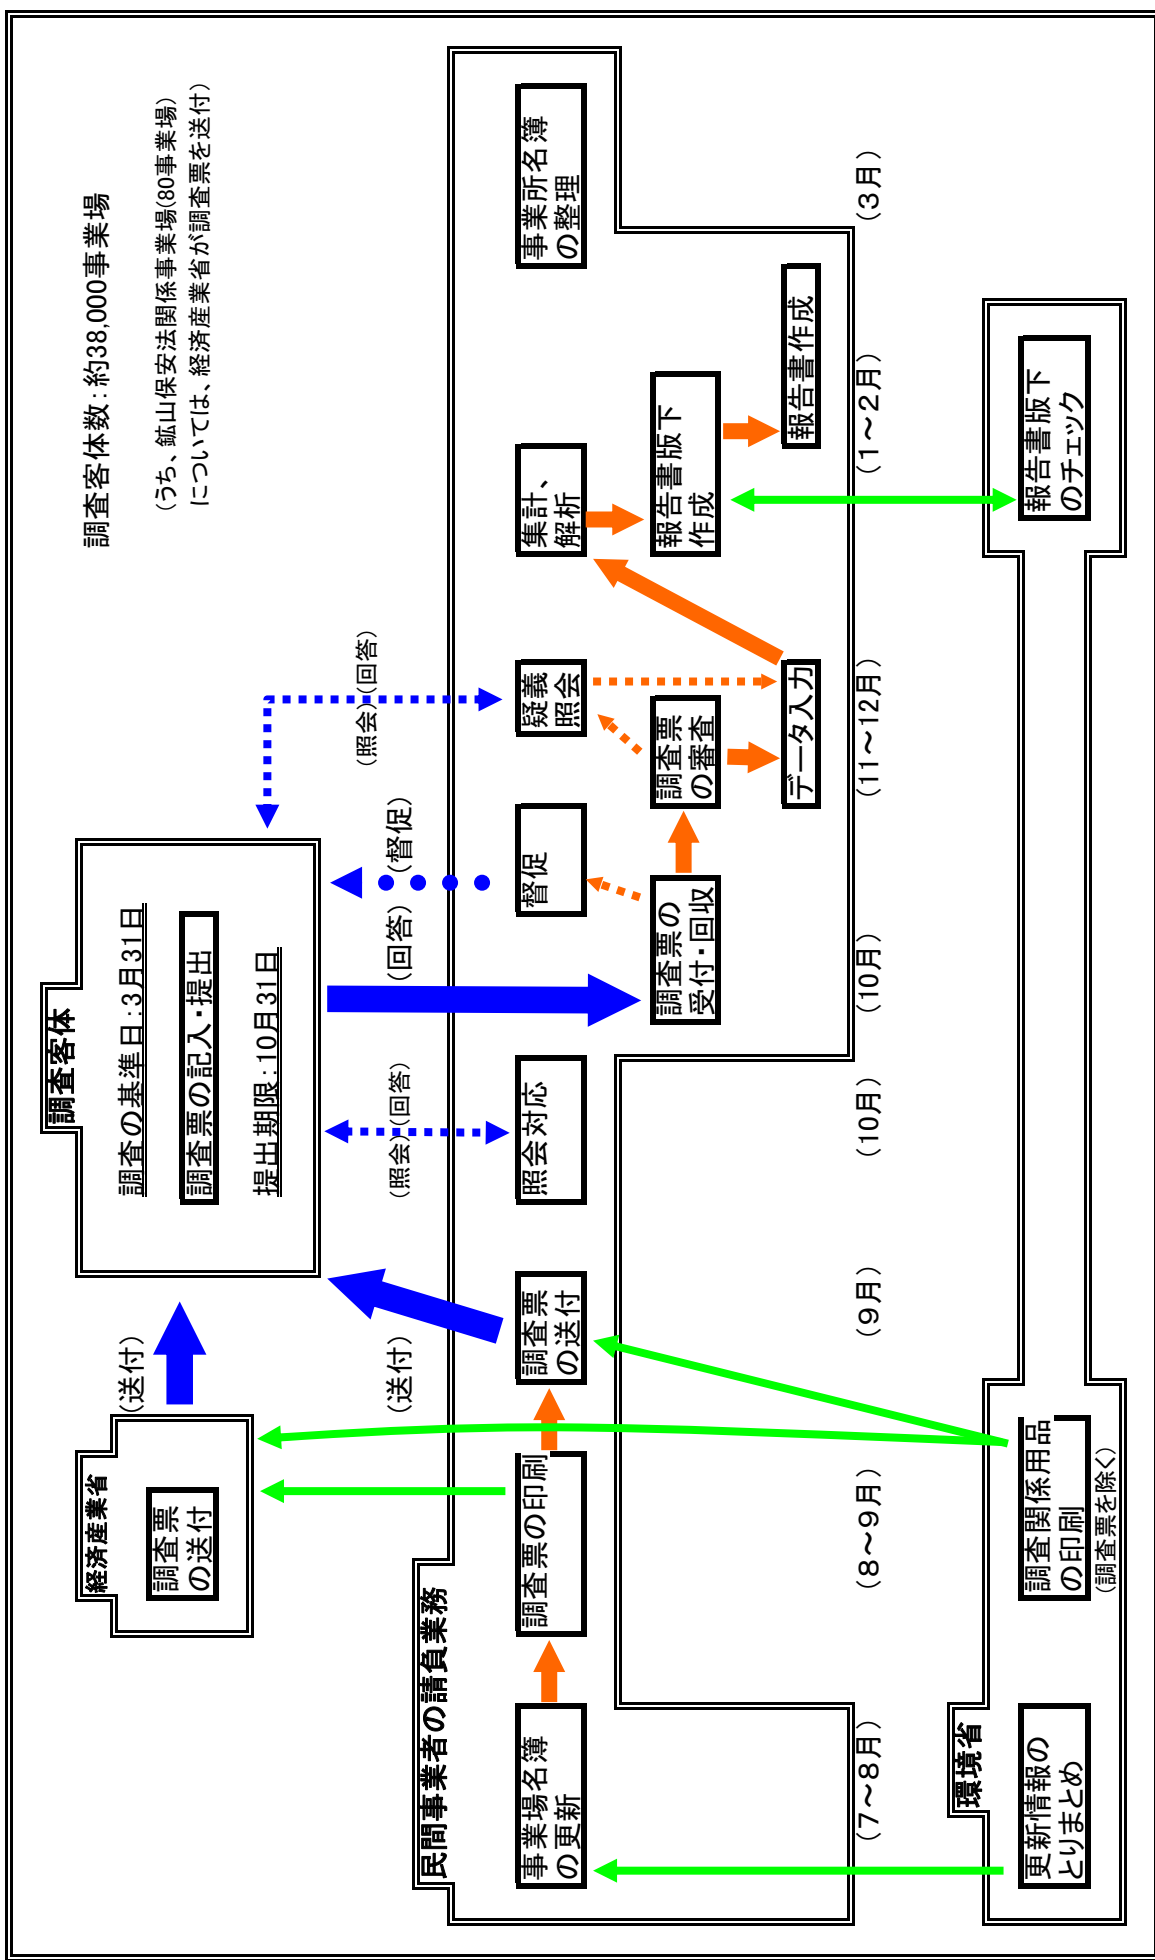 調査客体数：約38,000事業場
（うち、鉱山保安法関係事業場(80事業場)
については、経済産業省が調査票を送付）
調査客体
調査の基準日：3月31日
調査票の記入・提出
提出期限：10月31日
経済産業省
調査票
の送付
（送付）
（送付）
（照会）（回答）
（回答）
（督促）
（照会）（回答）
民間事業者の請負業務
事業場名簿
の更新
調査票の印刷
調査票
の送付
照会対応
督促
疑義
照会
集計、
解析
事業所名簿
の整理
調査票の
受付・回収
調査票
の審査
報告書版下
作成
データ入力
報告書作成
（7～8月）
（8～9月）
（9月）
（10月）
（10月）
（11～12月）
（1～2月）
（3月）
環境省
更新情報の
とりまとめ
調査関係用品
の印刷
（調査票を除く）
報告書版下
のチェック